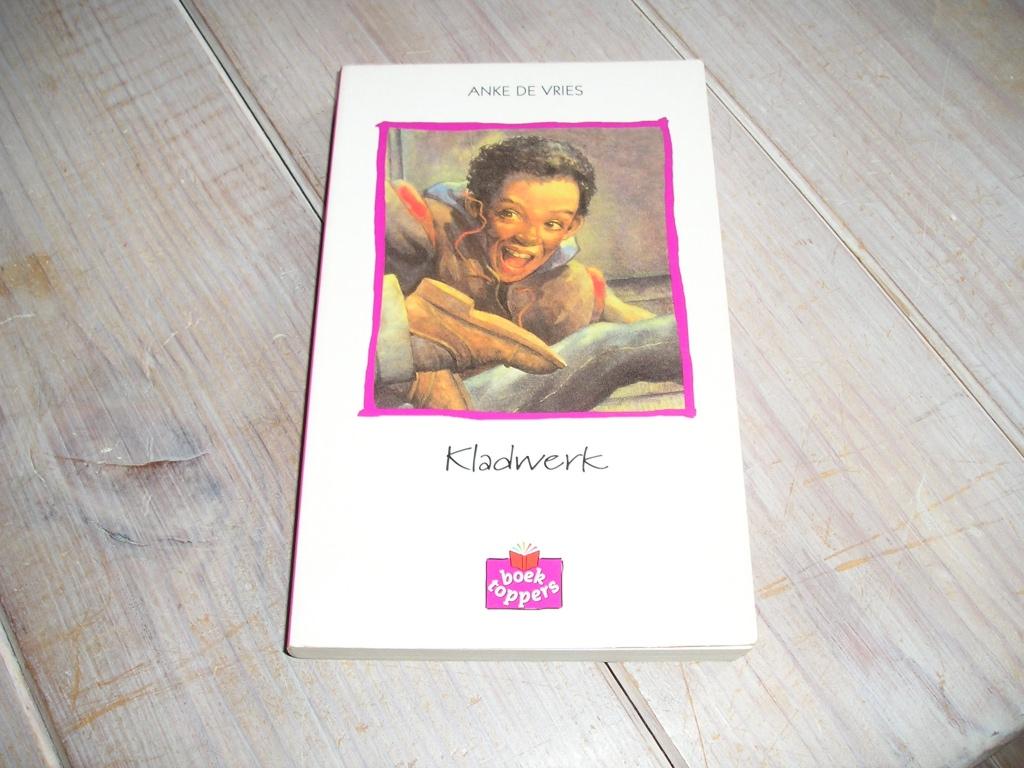 ANKE DE VRIES
Kladwerk
boek
toppers